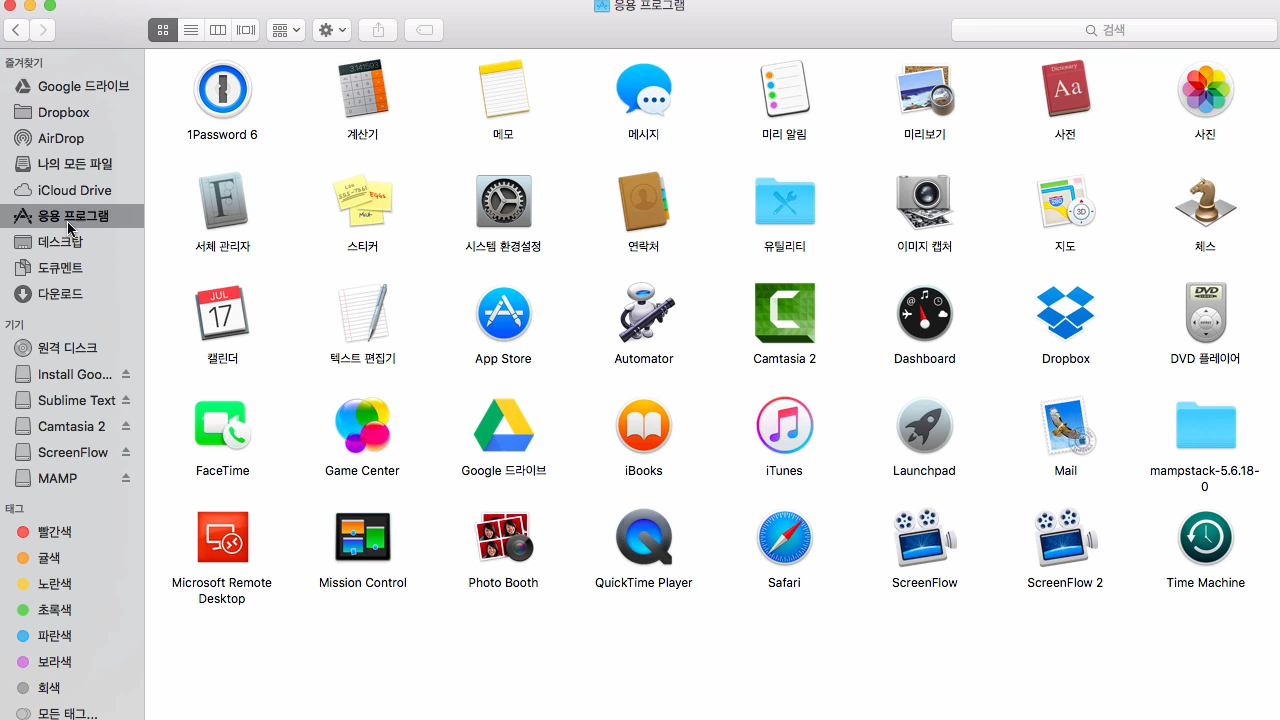 응용 프로그램
검색
즐겨찾기
Google 드라이브
Dropbox
AirDrop
나의 모든 파일
iCloud Drive
응용 프로그램
데스크탑
도큐멘트
다운로드
기기
원격 디스크
Install Goo...
Sublime Text
Camtasia 2
ScreenFlow
MAMP
태그
빨간색
귤색
노란색
초록색
파란색
보라색
회색
모든 태그...
1Password 6
계산기
메모
메시지
미리 알림
미리보기
사전
사진
서체 관리자
스티커
시스템 환경설정
연락처
유틸리티
이미지 캡처
지도
체스
캘린더
텍스트 편집기
App Store
Automator
Camtasia 2
Dashboard
Dropbox
DVD 플레이어
FaceTime
Game Center
Google 드라이브
iBooks
iTunes
Launchpad
Mail
mampstack-5.6.18-
0
Microsoft Remote
Desktop
Mission Control
Photo Booth
QuickTime Player
Safari
ScreenFlow
ScreenFlow 2
Time Machine